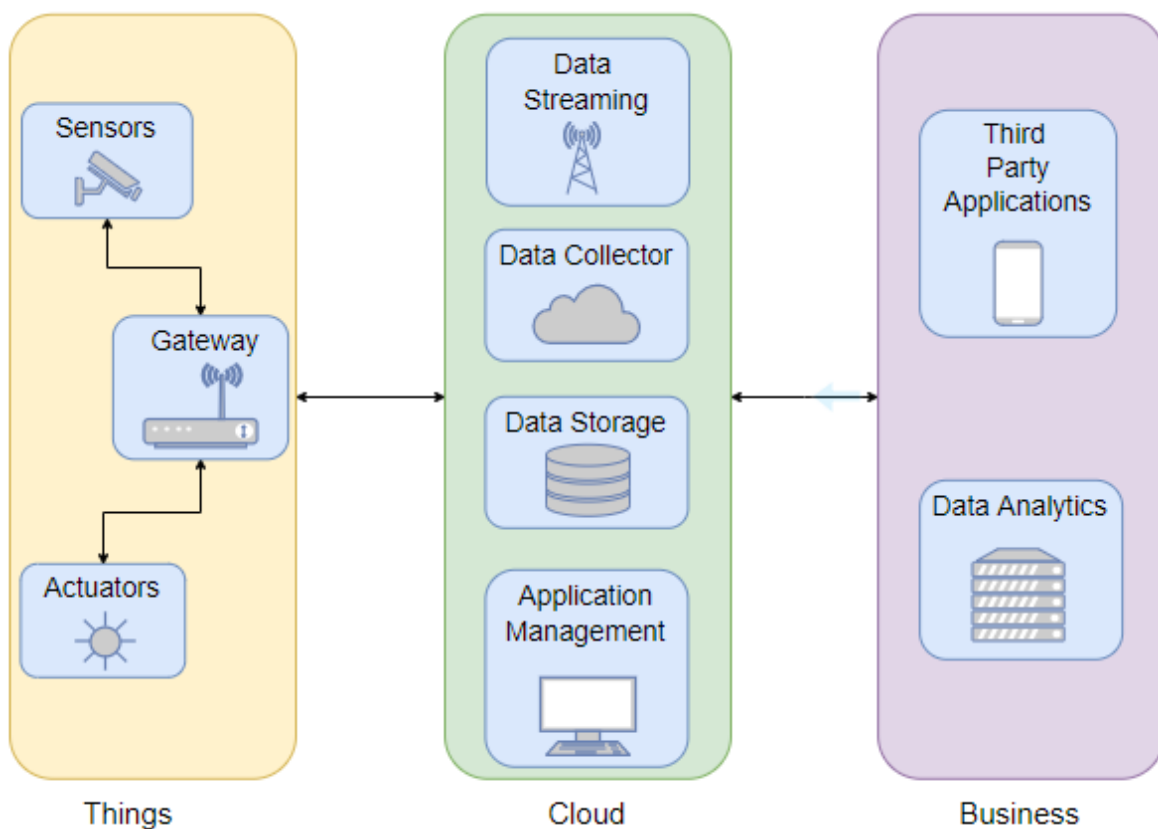 Sensors
Gateway
Actuators
Things
Data
Streaming
Data Collector
Data Storage
Application
Management
Cloud
Third
Party
Applications
Data Analytics
Business